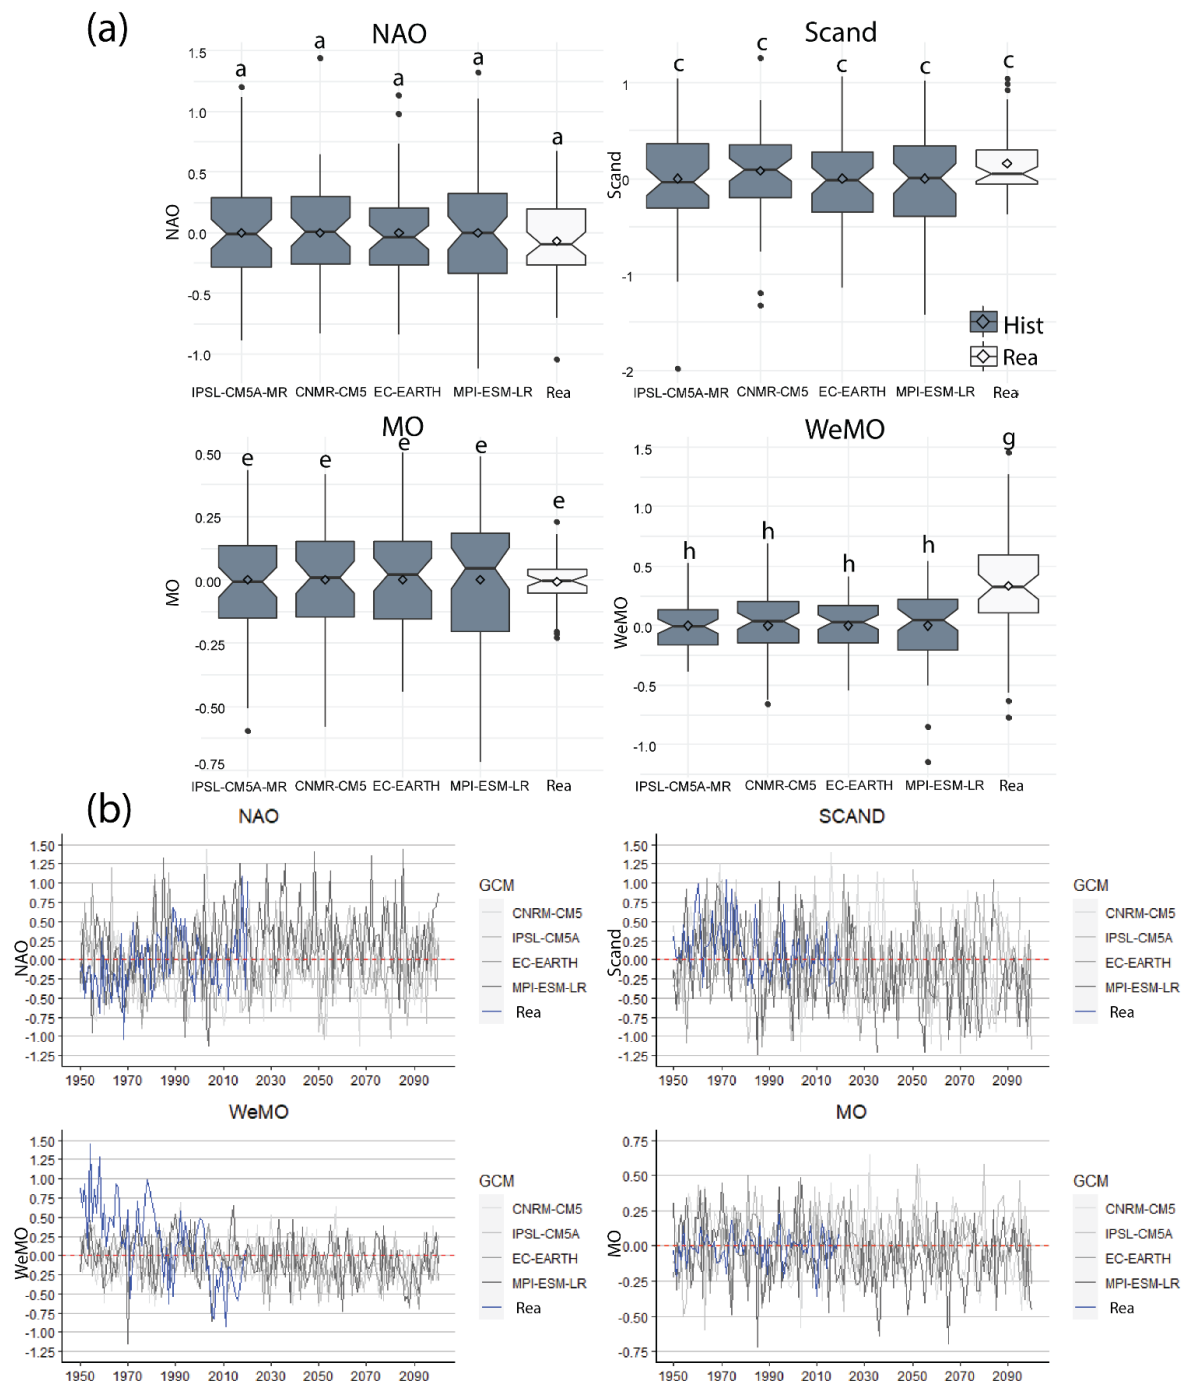 (a)
NAO
Scand
1.5
1.0
0.5
0.0
-0.5
-1.0
NAO
a
a
a
a
a
IPSL-CM5A-MR CNMR-CM5 EC-EARTH MPI-ESM-LR Rea
1
0
-1
-2
Scand
c
c
c
c
c
Hist
Rea
IPSL-CM5A-MR CNMR-CM5 EC-EARTH MPI-ESM-LR Rea
MO
WeMO
0.50
0.25
0.00
-0.25
-0.50
-0.75
MO
e
e
e
e
e
IPSL-CM5A-MR CNMR-CM5 EC-EARTH MPI-ESM-LR Rea
1.5
1.0
0.5
0.0
-0.5
-1.0
WeMO
h
h
h
h
g
IPSL-CM5A-MR CNMR-CM5 EC-EARTH MPI-ESM-LR Rea
(b)
NAO
1.50
1.25
1.00
0.75
0.50
0.25
0.00
-0.25
-0.50
-0.75
-1.00
-1.25
NAO
1950 1970 1990 2010 2030 2050 2070 2090
GCM
CNRM-CM5
IPSL-CM5A
EC-EARTH
MPI-ESM-LR
Rea
SCAND
1.50
1.25
1.00
0.75
0.50
0.25
0.00
-0.25
-0.50
-0.75
-1.00
-1.25
Scand
1950 1970 1990 2010 2030 2050 2070 2090
GCM
CNRM-CM5
IPSL-CM5A
EC-EARTH
MPI-ESM-LR
Rea
WeMO
1.50
1.25
1.00
0.75
0.50
0.25
0.00
-0.25
-0.50
-0.75
-1.00
-1.25
WeMO
1950 1970 1990 2010 2030 2050 2070 2090
GCM
CNRM-CM5
IPSL-CM5A
EC-EARTH
MPI-ESM-LR
Rea
MO
0.75
0.50
0.25
0.00
-0.25
-0.50
-0.75
MO
1950 1970 1990 2010 2030 2050 2070 2090
GCM
CNRM-CM5
IPSL-CM5A
EC-EARTH
MPI-ESM-LR
Rea